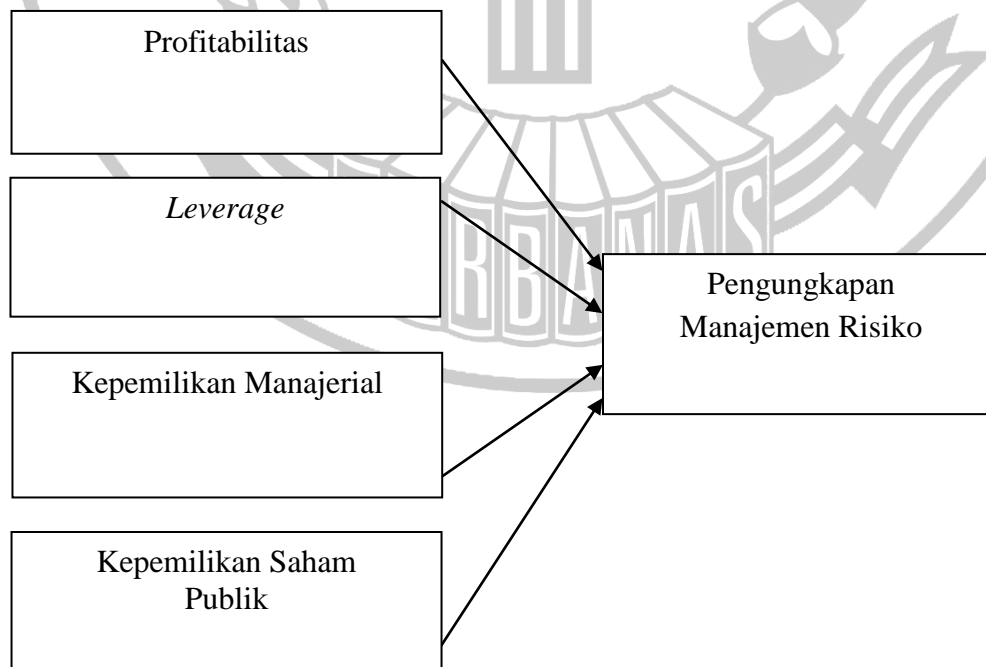 Profitabilitas
Leverage
Pengungkapan
Manajemen Risiko
Kepemilikan Manajerial
Kepemilikan Saham
Publik